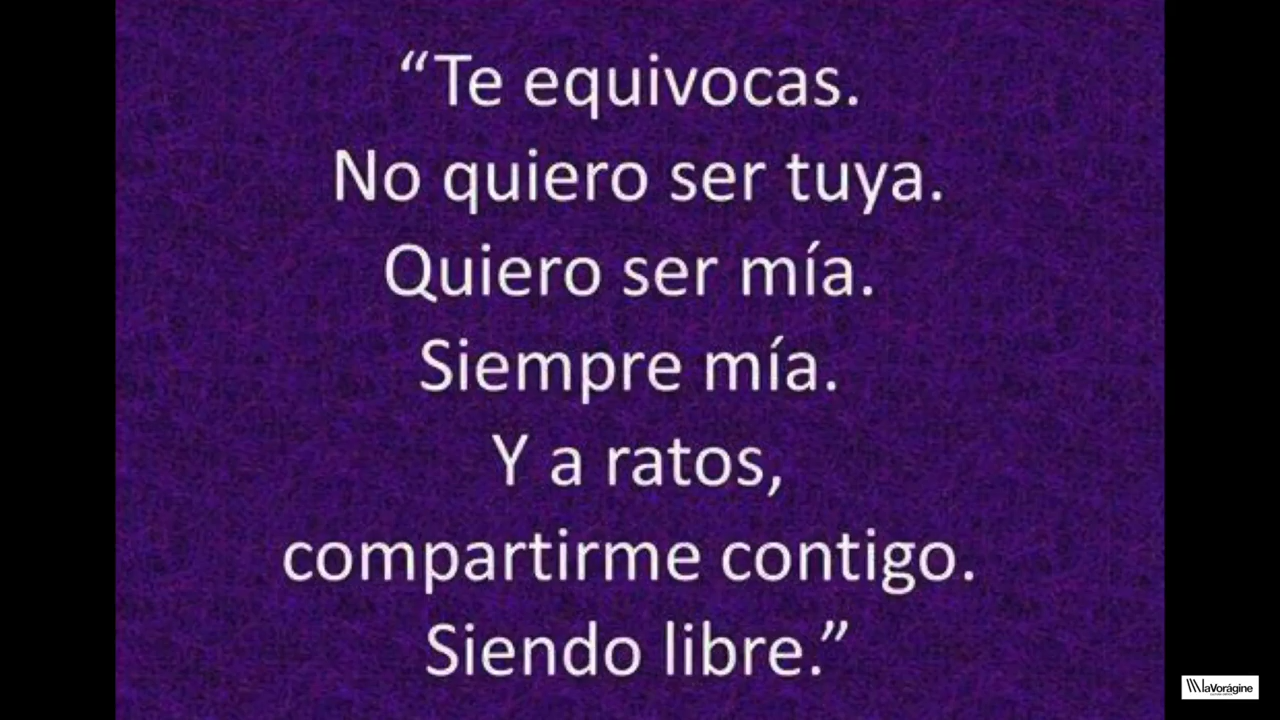 “Te equivocas.
No quiero ser tuya.
Quiero ser mía.
Siempre mía.
Y a ratos,
compartirme contigo.
Siendo libre.”
laVorágine